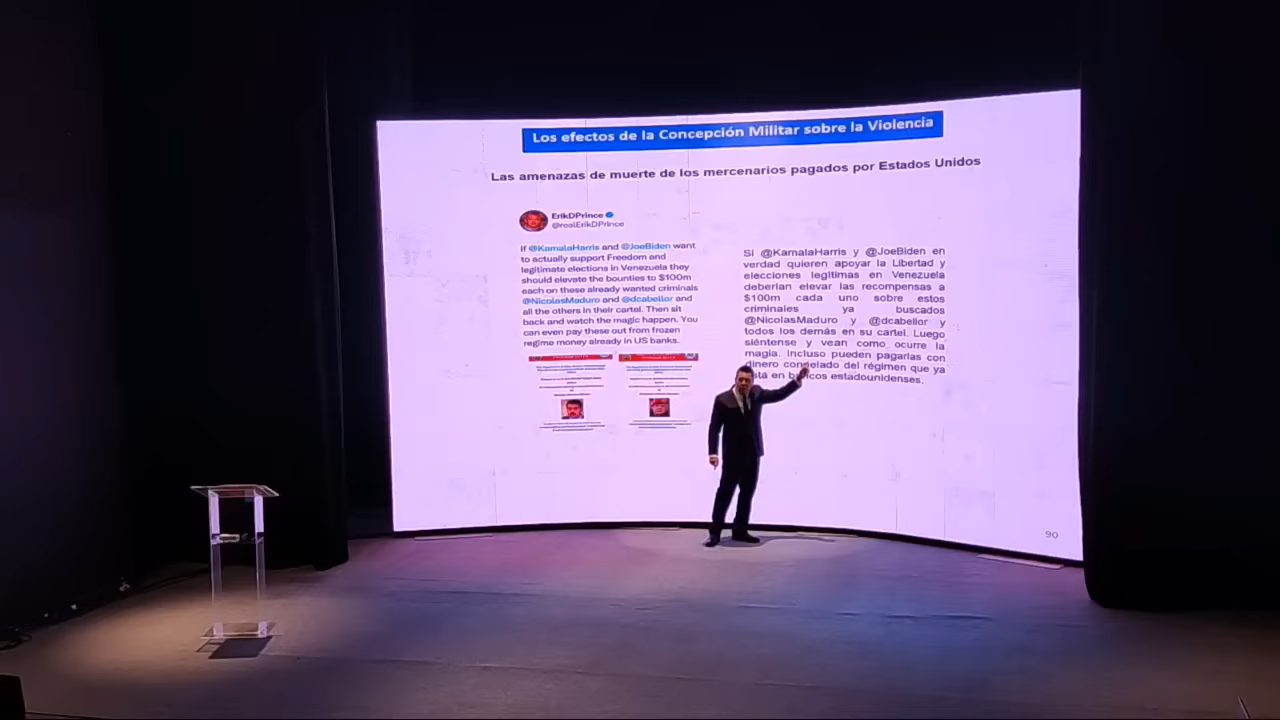 Los efectos de la Concepción Militar sobre la Violencia
Las amenazas de muerte de los mercenarios pagados por Estados Unidos
ErikDPrince
@realErikDPrince
If @KamalaHarris and @JoeBiden want
to actually support Freedom and
legitimate elections in Venezuela they
should elevate the bounties to $100m
each on these already wanted criminals
@NicolasMaduro and @dcabellor and
all the others in their cartel. Then sit
back and watch the magic happen. You
can even pay these out from frozen
regime money already in US banks.
Si @KamalaHarris y @JoeBiden en
verdad quieren apoyar la Libertad y
elecciones legítimas en Venezuela
deberían elevar las recompensas a
$100m cada uno sobre estos
criminales ya buscados
@NicolasMaduro y @dcabellor y
todos los demás en su cartel. Luego
siéntense y vean como ocurre la
magia. Incluso pueden pagarlas con
dinero congelado del régimen que ya
está en bancos estadounidenses.
90